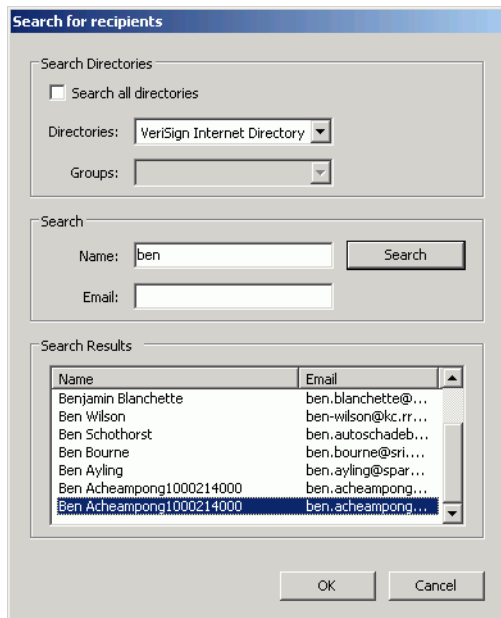 Search for recipients
Search Directories
Search all directories
Directories: VeriSign Internet Directory
Groups:
Search
Name: ben Search
Email:
Search Results
Name Email
Benjamin Blanchette ben.blanchette@...
Ben Wilson ben-wilson@kc.rr...
Ben Schothorst ben.autoschadeb...
Ben Bourne ben.bourne@sri....
Ben Ayling ben.ayling@spar...
Ben Acheampong1000214000 ben.acheampong...
Ben Acheampong1000214000 ben.acheampong...
OK Cancel